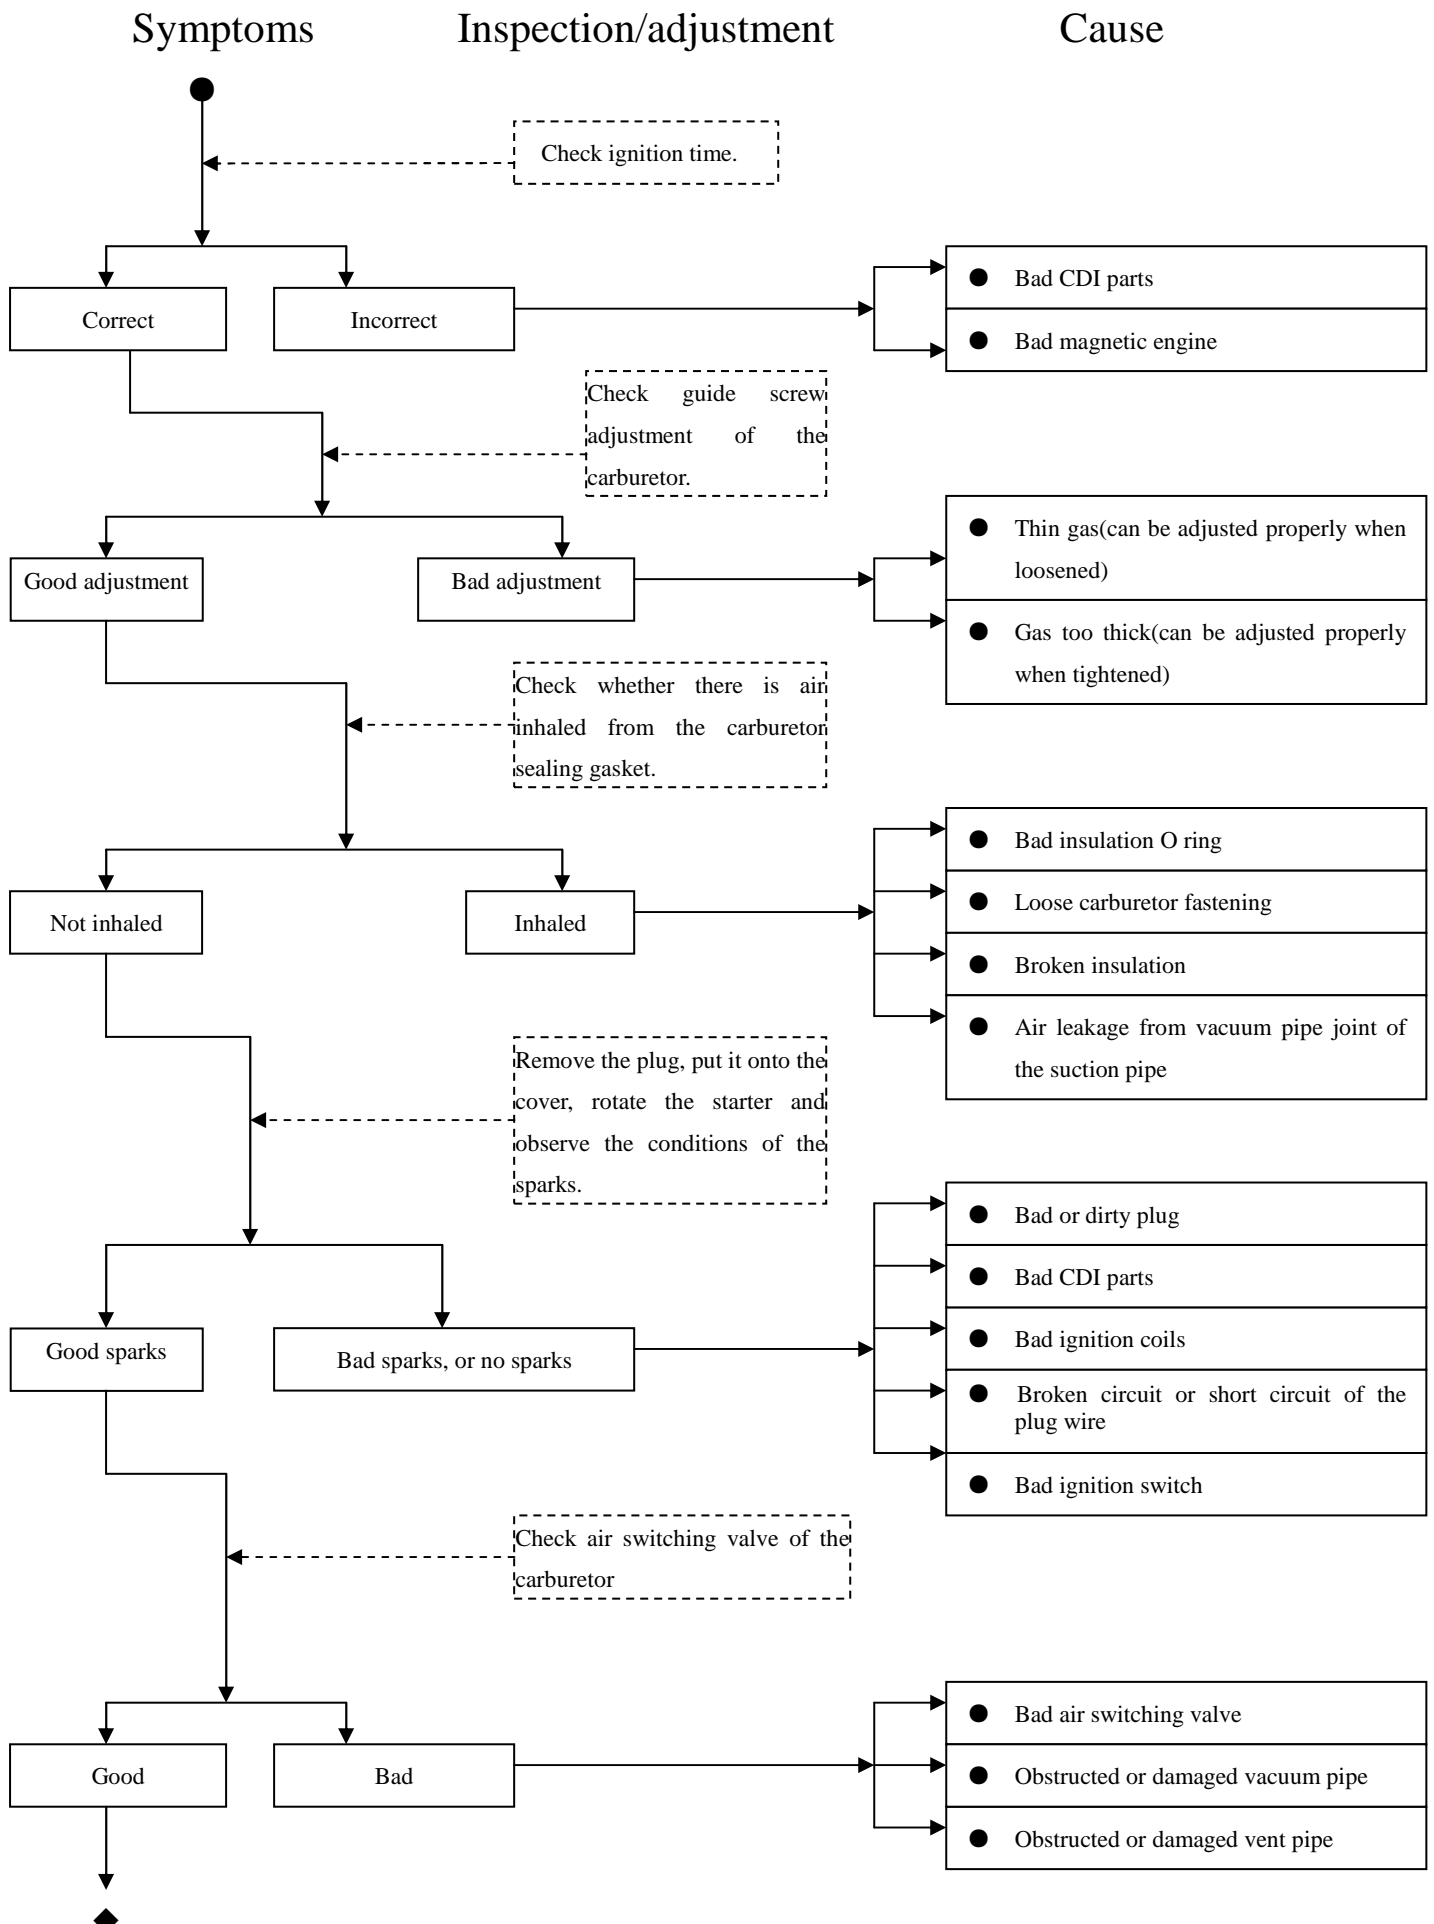 Symptoms Inspection/adjustment Cause
Check ignition time.
Correct
Incorrect
● Bad CDI parts
● Bad magnetic engine
Check guide screw
adjustment of the
carburetor.
Good adjustment
Bad adjustment
● Thin gas(can be adjusted properly when
loosened)
● Gas too thick(can be adjusted properly
when tightened)
Check whether there is air
inhaled from the carburetor
sealing gasket.
Not inhaled
Inhaled
● Bad insulation O ring
● Loose carburetor fastening
● Broken insulation
● Air leakage from vacuum pipe joint of
the suction pipe
Remove the plug, put it onto the
cover, rotate the starter and
observe the conditions of the
sparks.
Good sparks
Bad sparks, or no sparks
● Bad or dirty plug
● Bad CDI parts
● Bad ignition coils
● Broken circuit or short circuit of the
plug wire
● Bad ignition switch
Check air switching valve of the
carburetor
Good
Bad
● Bad air switching valve
● Obstructed or damaged vacuum pipe
● Obstructed or damaged vent pipe